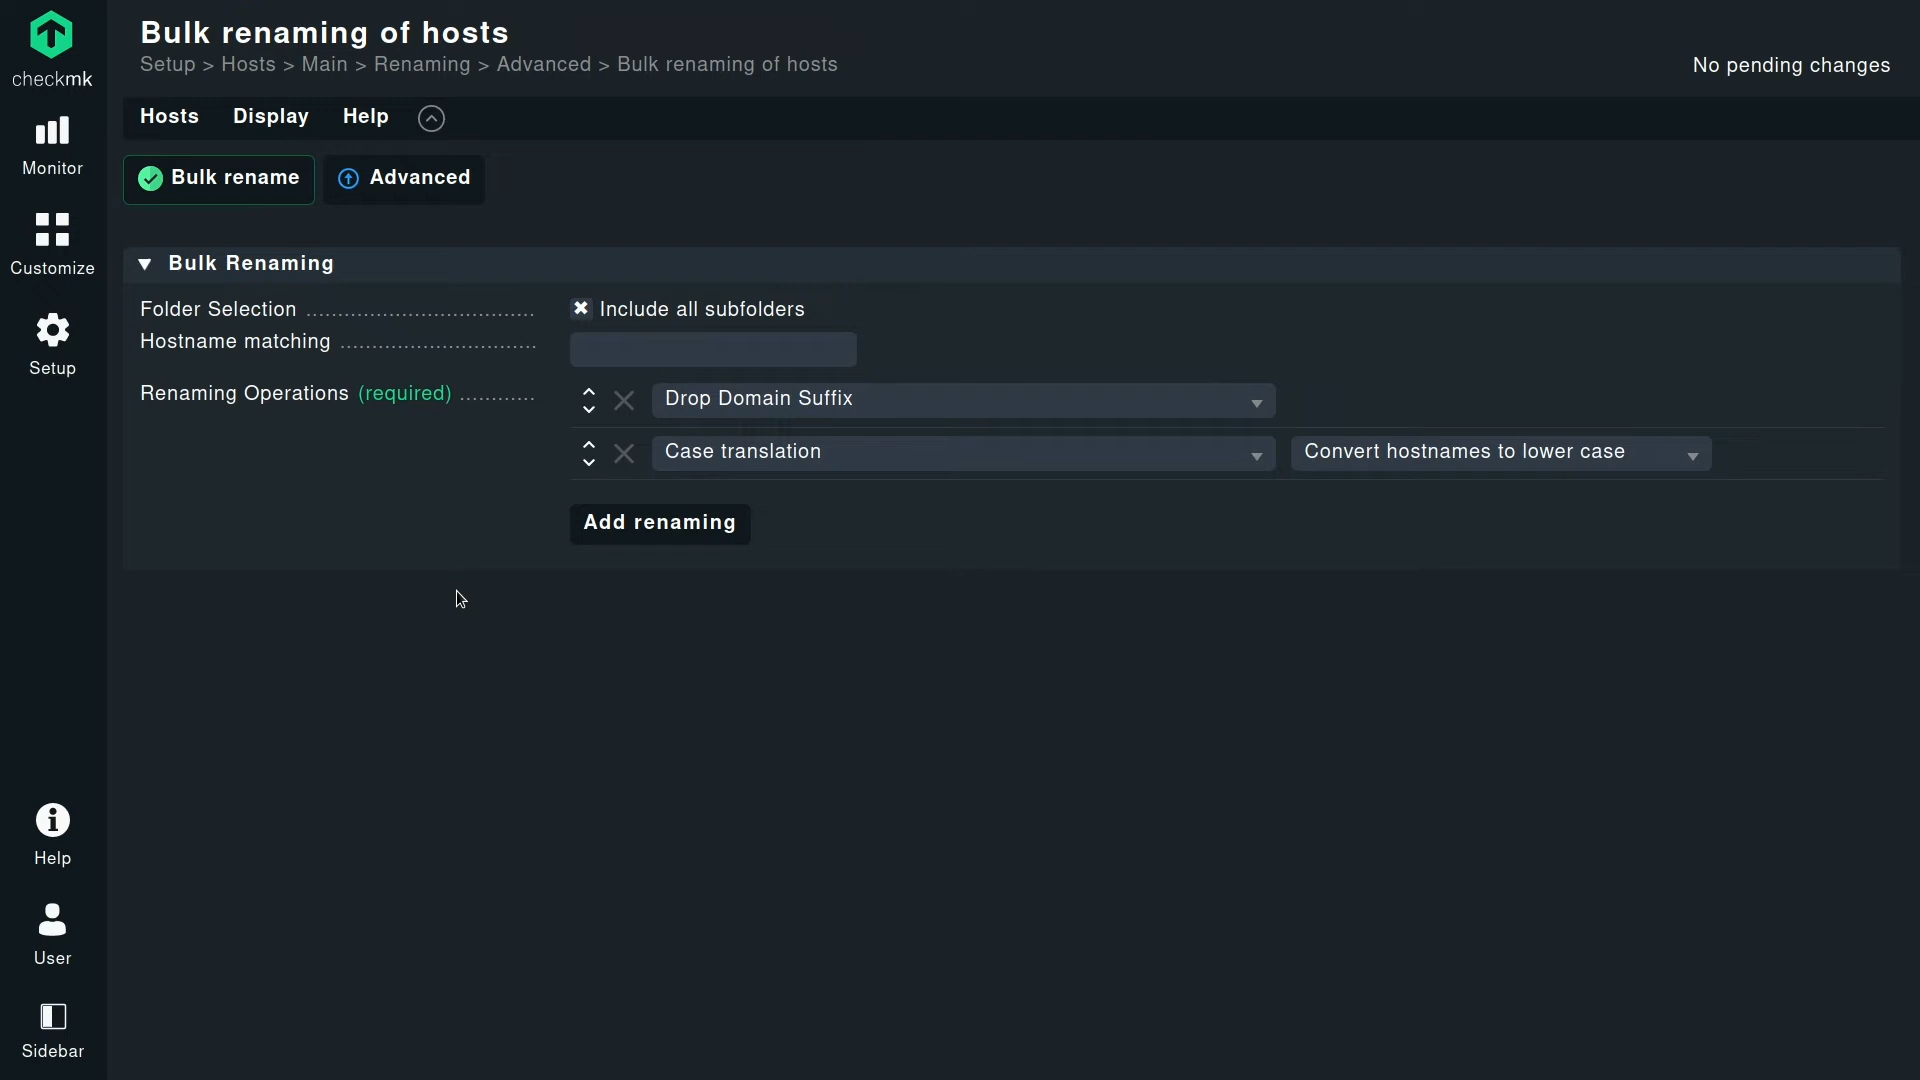 Bulk renaming of hosts
Setup > Hosts > Main > Renaming > Advanced > Bulk renaming of hosts
No pending changes
checkmk
Monitor
Customize
Setup
Help
User
Sidebar
Hosts Display Help
Bulk rename Advanced
Bulk Renaming
Folder Selection Include all subfolders
Hostname matching
Renaming Operations (required) Drop Domain Suffix
Case translation Convert hostnames to lower case
Add renaming